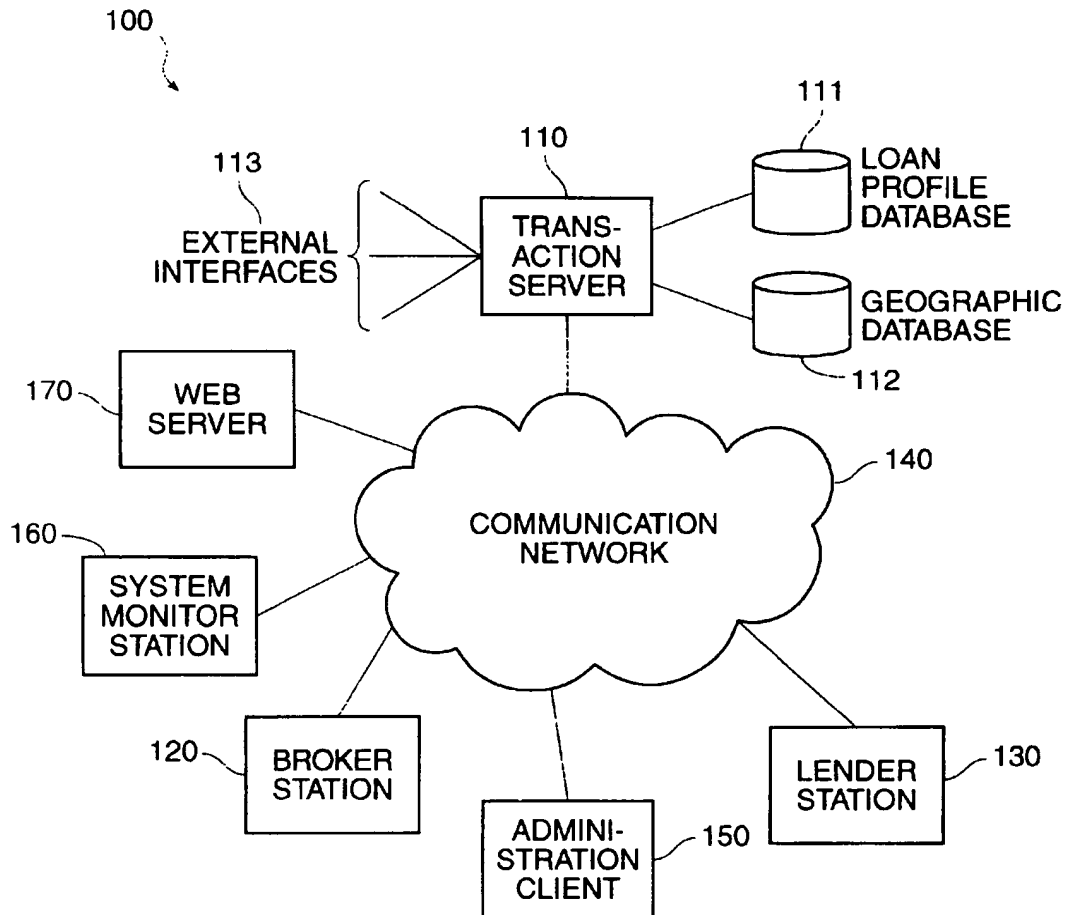 100
111
110
113
LOAN
PROFILE
DATABASE
TRANS-
ACTION
SERVER
EXTERNAL
INTERFACES
GEOGRAPHIC
DATABASE
112
170
WEB
SERVER
140
COMMUNICATION
NETWORK
160
SYSTEM
MONITOR
STATION
120
BROKER
STATION
130
LENDER
STATION
150
ADMINI-
STRATION
CLIENT